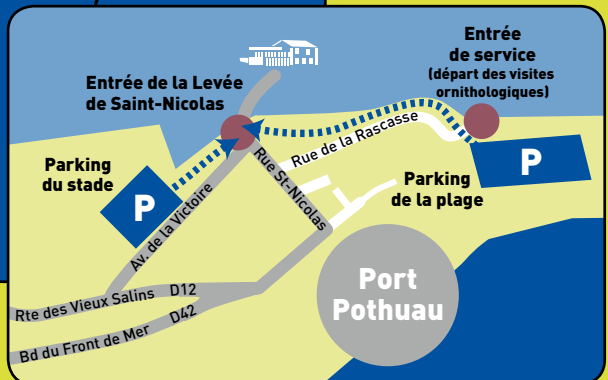 Entrée
de service
(départ des visites
ornithologiques)
Entrée de la Levée
de Saint-Nicolas
Rue de la Rascasse
Parking
du stade
P
P
Rue St-Nicolas
Parking
de la plage
Av. de la Victoire
Port
Pothuau
Rte des Vieux Salins D12
Bd du Front de Mer D42